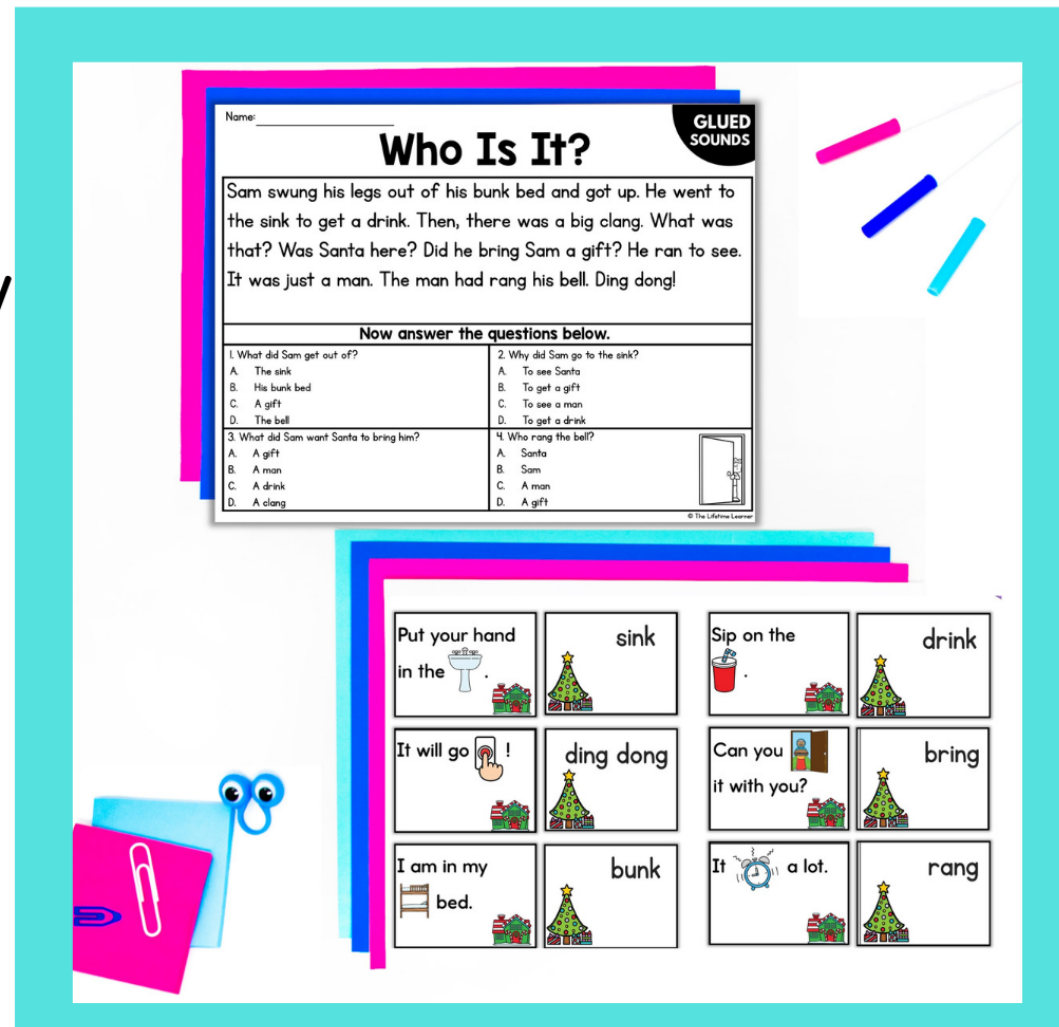 Name:
GLUED
SOUNDS
Who Is It?
Sam swung his legs out of his bunk bed and got up. He went to
the sink to get a drink. Then, there was a big clang. What was
that? Was Santa here? Did he bring Sam a gift? He ran to see.
It was just a man. The man had rang his bell. Ding dong!
Now answer the questions below.
1. What did Sam get out of?
A. The sink
B. His bunk bed
C. A gift
D. The bell
2. Why did Sam go to the sink?
A. To see Santa
B. To get a gift
C. To see a man
D. To get a drink
3. What did Sam want Santa to bring him?
A. A gift
B. A man
C. A drink
D. A clang
4. Who rang the bell?
A. Santa
B. Sam
C. A man
D. A gift
© The Lifetime Learner
Put your hand
in the .
sink
Sip on the
.
drink
It will go !
ding dong
Can you
it with you?
bring
I am in my
bed.
bunk
It a lot.
rang